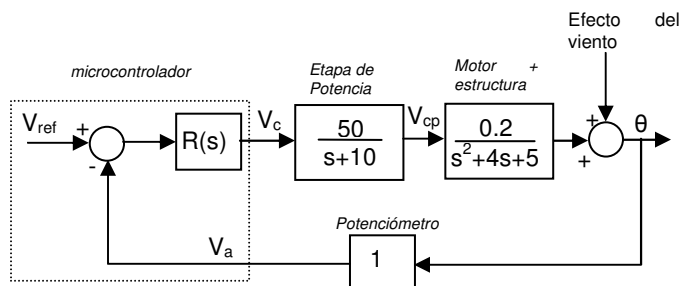 Efecto del
viento
microcontrolador
Etapa de
Potencia
Motor +
estructura
V_ref
+
-
R(s)
V_c
50
s+10
V_cp
0.2
s²+4s+5
+
+
θ
V_a
Potenciómetro
1